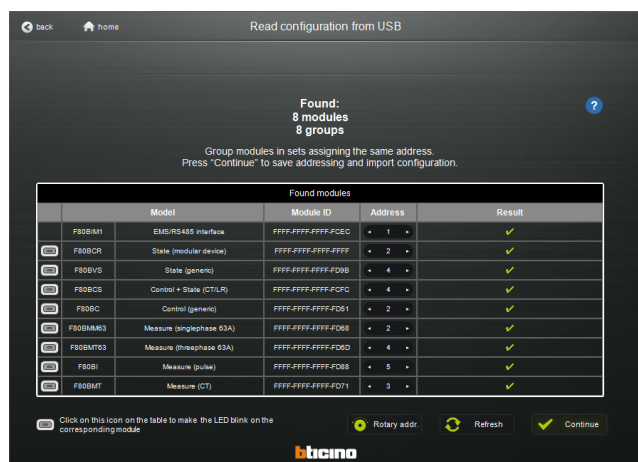 back home Read configuration from USB
Found:
8 modules
8 groups
?
Group modules in sets assigning the same address.
Press "Continue" to save addressing and import configuration.
Found modules
Model Module ID Address Result
F80BIM1 EMS/RS485 interface FFFF-FFFF-FFFF-FCEC 1
F80BCR State (modular device) FFFF-FFFF-FFFF-FFFF 2
F80BVS State (generic) FFFF-FFFF-FFFF-FD9B 4
F80BCS Control + State (CT/LR) FFFF-FFFF-FFFF-FCFC 4
F80BC Control (generic) FFFF-FFFF-FFFF-FD51 2
F80BMM63 Measure (singlephase 63A) FFFF-FFFF-FFFF-FD68 2
F80BMT63 Measure (threephase 63A) FFFF-FFFF-FFFF-FD6D 4
F80BI Measure (pulse) FFFF-FFFF-FFFF-FD88 5
F80BMT Measure (CT) FFFF-FFFF-FFFF-FD71 3
Click on this icon on the table to make the LED blink on the
corresponding module
Rotary addr. Refresh Continue
bticino